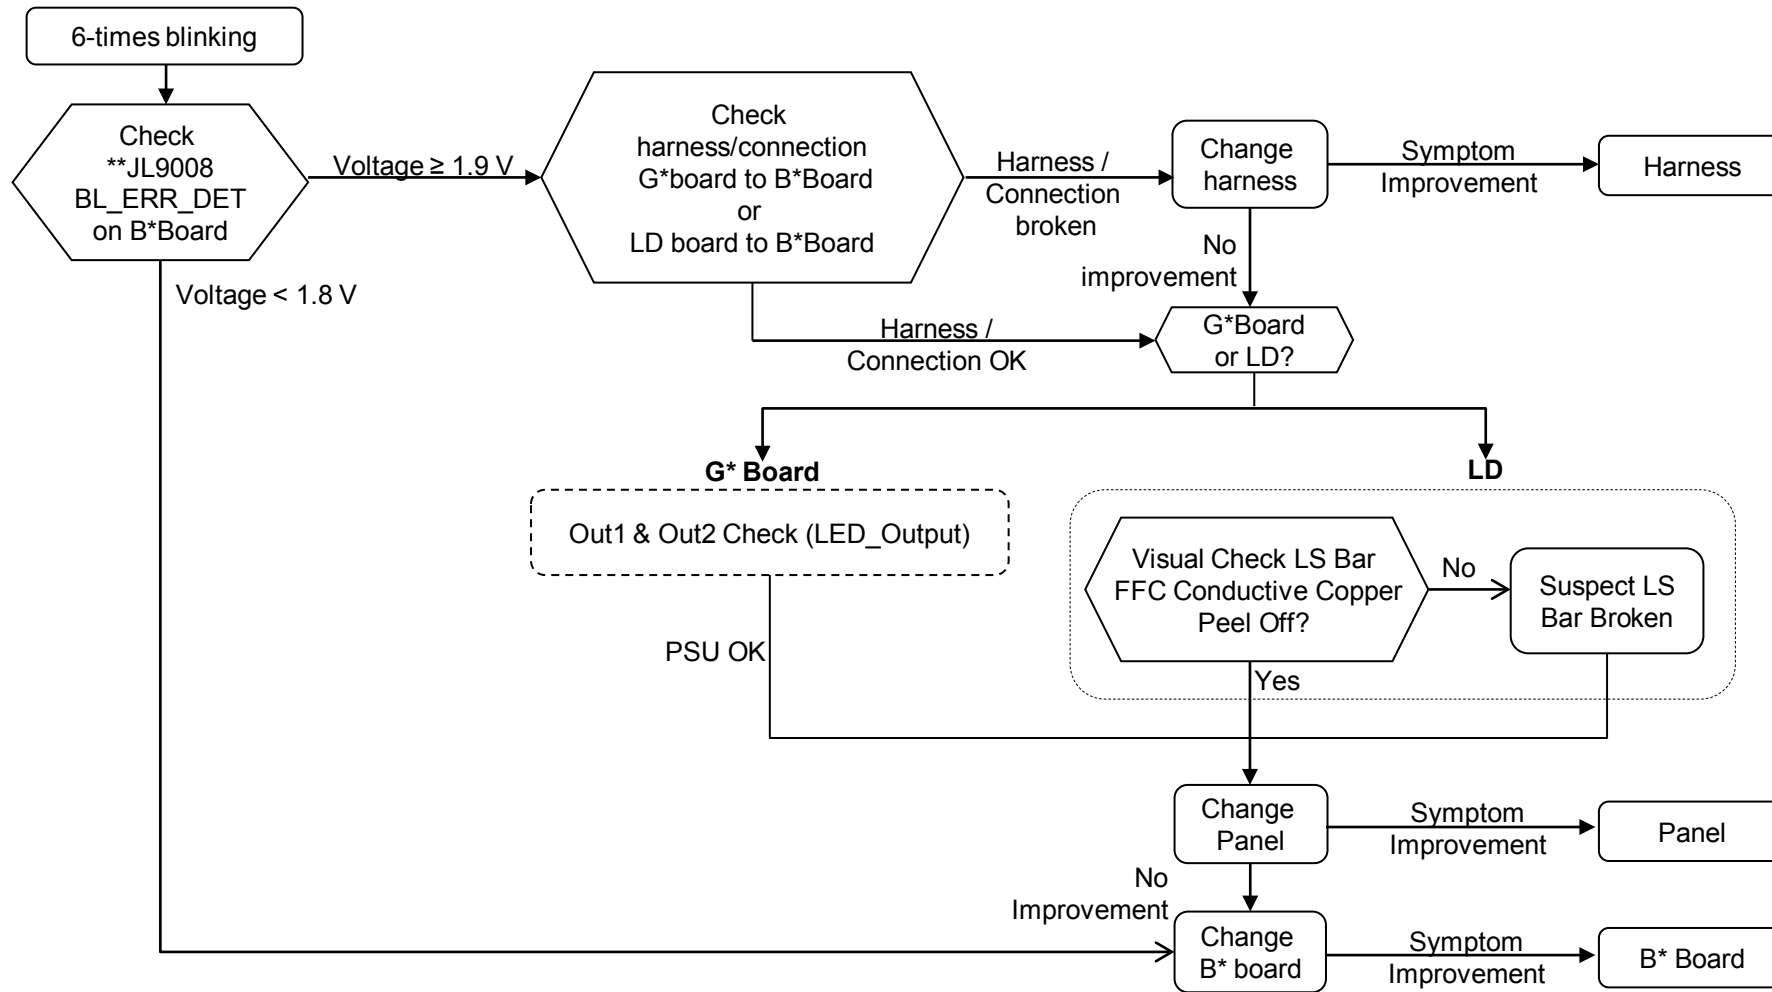 6-times blinking
Check
**JL9008
BL_ERR_DET
on B*Board
Voltage ≥ 1.9 V
Voltage < 1.8 V
Check
harness/connection
G*board to B*Board
or
LD board to B*Board
Harness /
Connection
broken
Change
harness
Symptom
Improvement
Harness
No
improvement
Harness /
Connection OK
G*Board
or LD?
G* Board
LD
Out1 & Out2 Check (LED_Output)
Visual Check LS Bar
FFC Conductive Copper
Peel Off?
No
Suspect LS
Bar Broken
PSU OK
Yes
Change
Panel
Symptom
Improvement
Panel
No
Improvement
Change
B* board
Symptom
Improvement
B* Board